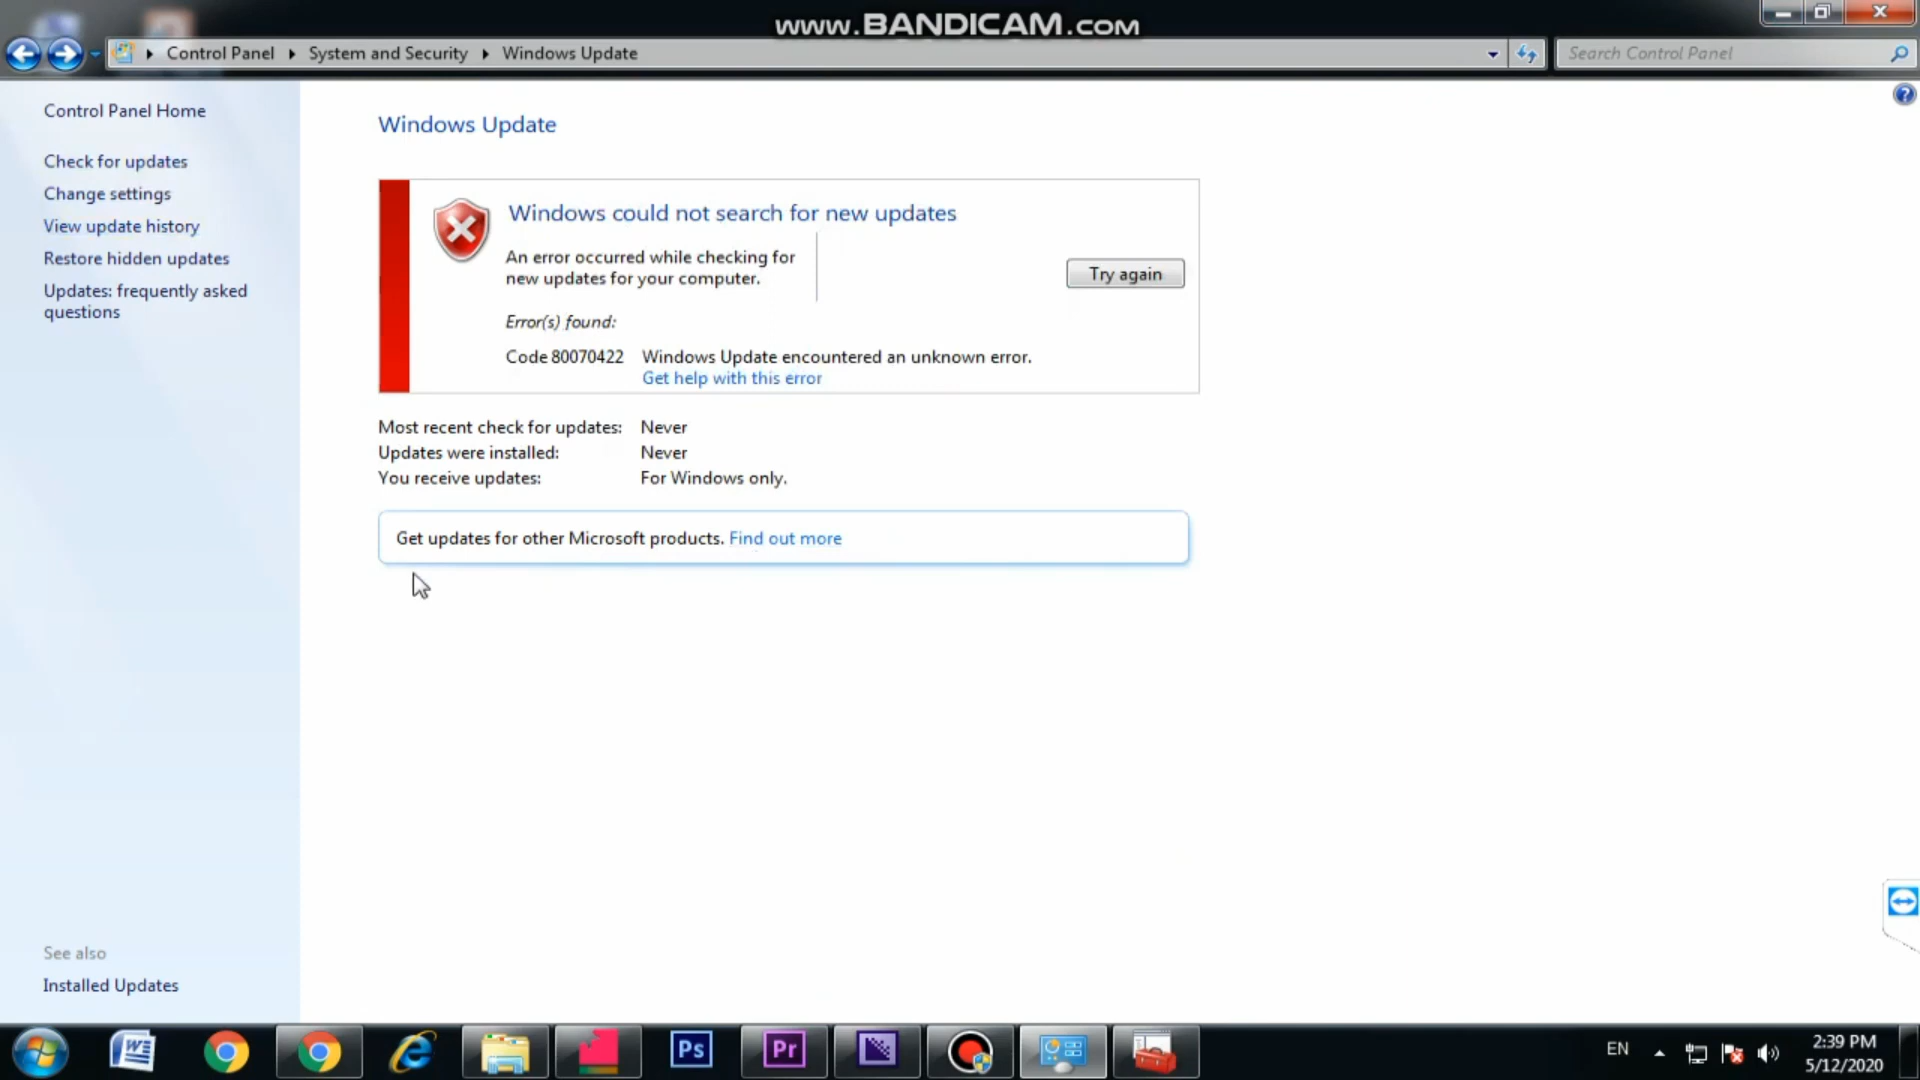 www.BANDICAM.com
Control Panel
System and Security
Windows Update
Search Control Panel
Control Panel Home
Check for updates
Change settings
View update history
Restore hidden updates
Updates: frequently asked
questions
Windows Update
Windows could not search for new updates
An error occurred while checking for
new updates for your computer.
Try again
Error(s) found:
Code 80070422 Windows Update encountered an unknown error.
Get help with this error
Most recent check for updates: Never
Updates were installed: Never
You receive updates: For Windows only.
Get updates for other Microsoft products. Find out more
See also
Installed Updates
W
Ps
Pr
EN
2:39 PM
5/12/2020